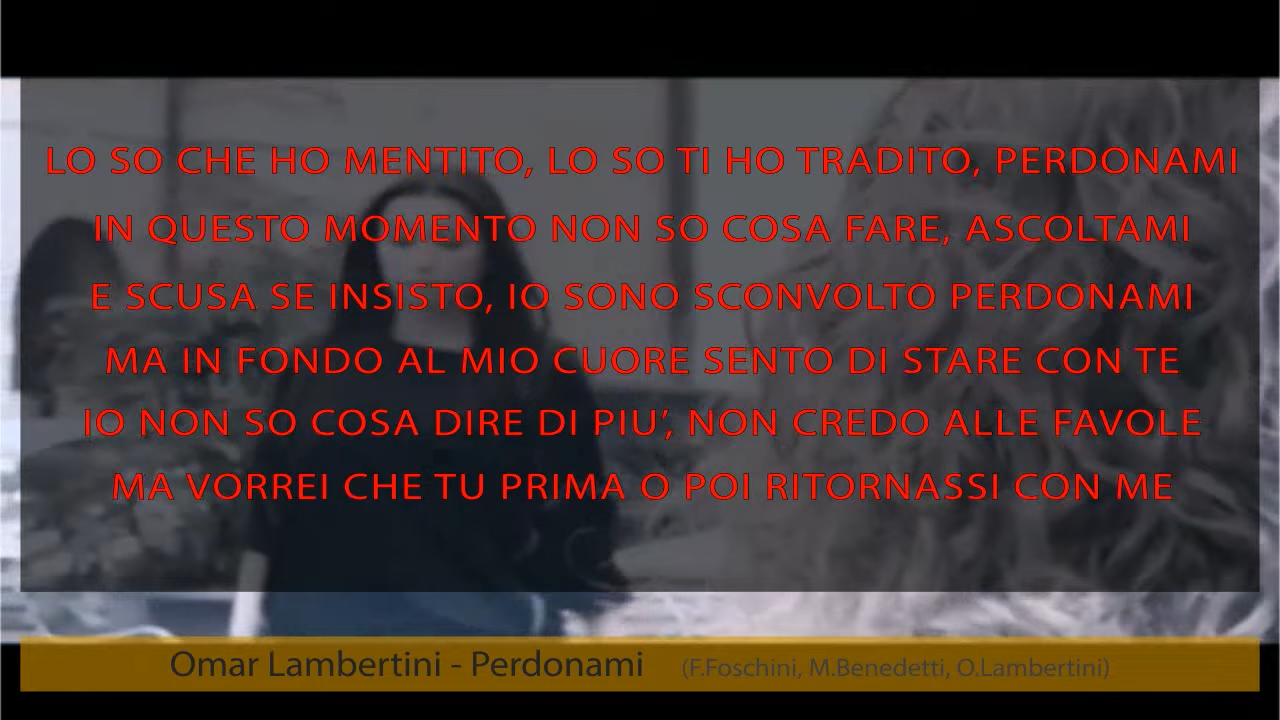 LO SO CHE HO MENTITO, LO SO TI HO TRADITO, PERDONAMI
IN QUESTO MOMENTO NON SO COSA FARE, ASCOLTAMI
E SCUSA SE INSISTO, IO SONO SCONVOLTO PERDONAMI
MA IN FONDO AL MIO CUORE SENTO DI STARE CON TE
IO NON SO COSA DIRE DI PIU’, NON CREDO ALLE FAVOLE
MA VORREI CHE TU PRIMA O POI RITORNASSI CON ME
Omar Lambertini - Perdonami (F.Foschini, M.Benedetti, O.Lambertini)